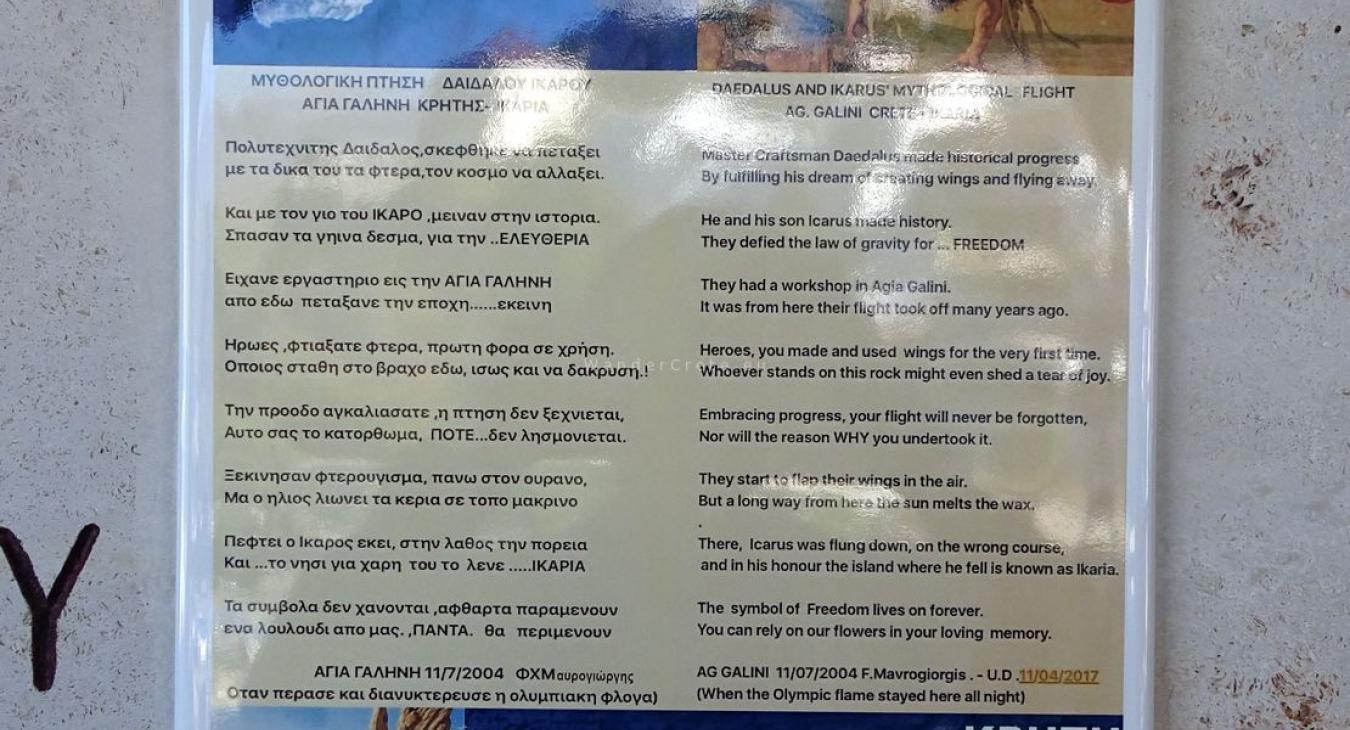 ΜΥΘΟΛΟΓΙΚΗ ΠΤΗΣΗ ΔΑΙΔΑΛΟΥ ΙΚΑΡΟΥ
ΑΓΙΑ ΓΑΛΗΝΗ ΚΡΗΤΗΣ- ΙΚΑΡΙΑ
Πολυτεχνιτης Δαιδαλος,σκεφθηκε να πεταξει
με τα δικα του τα φτερα,τον κοσμο να αλλαξει.
Και με τον γιο του ΙΚΑΡΟ ,μειναν στην ιστορια.
Σπασαν τα γηινα δεσμα, για την ..ΕΛΕΥΘΕΡΙΑ
Ειχανε εργαστηριο εις την ΑΓΙΑ ΓΑΛΗΝΗ
απο εδω πεταξανε την εποχη......εκεινη
Ηρωες ,φτιαξατε φτερα, πρωτη φορα σε χρήση.
Οποιος σταθη στο βραχο εδω, ισως και να δακρυση.!
Την προοδο αγκαλιασατε ,η πτηση δεν ξεχνιεται,
Αυτο σας το κατορθωμα, ΠΟΤΕ...δεν λησμονιεται.
Ξεκινησαν φτερουγισμα, πανω στον ουρανο,
Μα ο ηλιος λιωνει τα κερια σε τοπο μακρινο
Πεφτει ο Ικαρος εκει, στην λαθος την πορεια
Και ...το νησι για χαρη του το λενε .....ΙΚΑΡΙΑ
Τα συμβολα δεν χανονται ,αφθαρτα παραμενουν
ενα λουλουδι απο μας. ,ΠΑΝΤΑ. θα περιμενουν
ΑΓΙΑ ΓΑΛΗΝΗ 11/7/2004 ΦΧΜαυρογιώργης
Οταν περασε και διανυκτερευσε η ολυμπιακη φλογα)
DAEDALUS AND IKARUS' MYTHOLOGICAL FLIGHT
AG. GALINI CRETE - IKARIA
Master Craftsman Daedalus made historical progress
By fulfilling his dream of creating wings and flying away.
He and his son Icarus made history.
They defied the law of gravity for ... FREEDOM
They had a workshop in Agia Galini.
It was from here their flight took off many years ago.
Heroes, you made and used wings for the very first time.
Whoever stands on this rock might even shed a tear of joy.
Embracing progress, your flight will never be forgotten,
Nor will the reason WHY you undertook it.
They start to flap their wings in the air.
But a long way from here the sun melts the wax.
.
There, Icarus was flung down, on the wrong course,
and in his honour the island where he fell is known as Ikaria.
The symbol of Freedom lives on forever.
You can rely on our flowers in your loving memory.
AG GALINI 11/07/2004 F.Mavrogiorgis . - U.D .11/04/2017
(When the Olympic flame stayed here all night)
WanderCrete.eu
Y